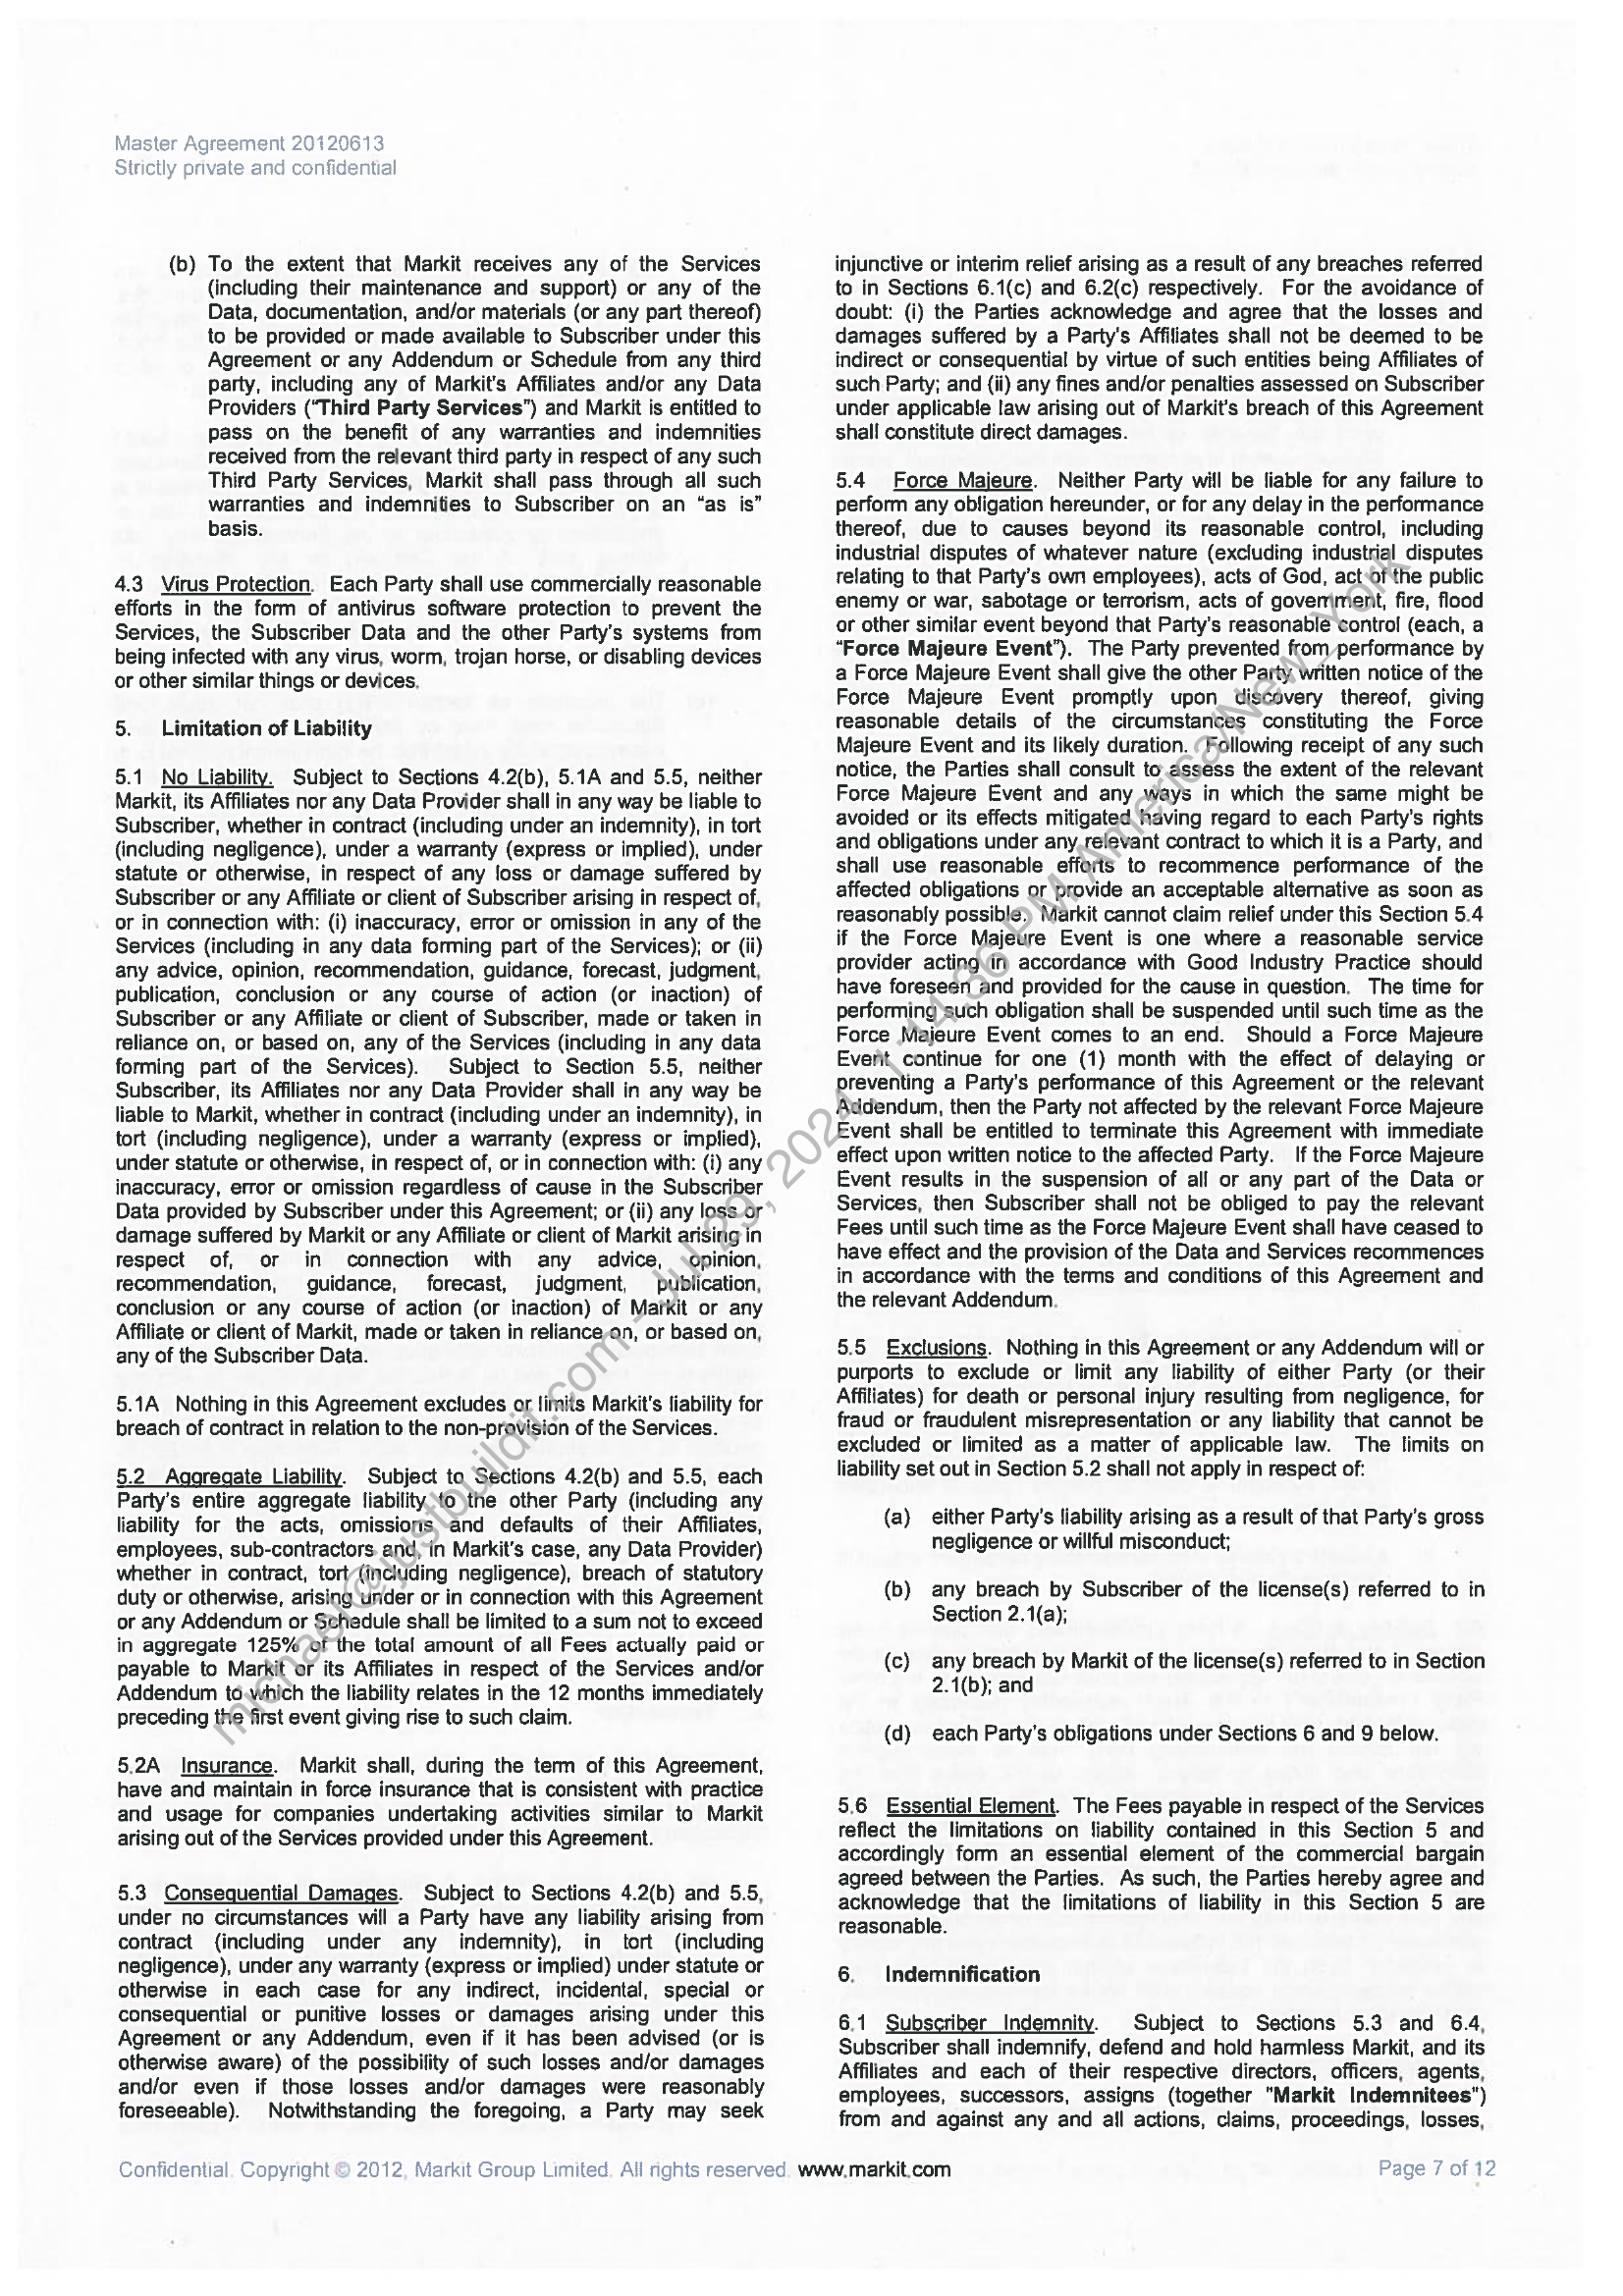 Master Agreement 20120613
Strictly private and confidential
(b) To the extent that Markit receives any of the Services
(including their maintenance and support) or any of the
Data, documentation, and/or materials (or any part thereof)
to be provided or made available to Subscriber under this
Agreement or any Addendum or Schedule from any third
party, including any of Markit's Affiliates and/or any Data
Providers ("Third Party Services") and Markit is entitled to
pass on the benefit of any warranties and indemnities
received from the relevant third party in respect of any such
Third Party Services, Markit shall pass through all such
warranties and indemnities to Subscriber on an "as is"
basis.
4.3 Virus Protection. Each Party shall use commercially reasonable
efforts in the form of antivirus software protection to prevent the
Services, the Subscriber Data and the other Party's systems from
being infected with any virus, worm, trojan horse, or disabling devices
or other similar things or devices.
5. Limitation of Liability
5.1 No Liability. Subject to Sections 4.2(b), 5.1A and 5.5, neither
Markit, its Affiliates nor any Data Provider shall in any way be liable to
Subscriber, whether in contract (including under an indemnity), in tort
(including negligence), under a warranty (express or implied), under
statute or otherwise, in respect of any loss or damage suffered by
Subscriber or any Affiliate or client of Subscriber arising in respect of,
or in connection with: (i) inaccuracy, error or omission in any of the
Services (including in any data forming part of the Services); or (ii)
any advice, opinion, recommendation, guidance, forecast, judgment,
publication, conclusion or any course of action (or inaction) of
Subscriber or any Affiliate or client of Subscriber, made or taken in
reliance on, or based on, any of the Services (including in any data
forming part of the Services). Subject to Section 5.5, neither
Subscriber, its Affiliates nor any Data Provider shall in any way be
liable to Markit, whether in contract (including under an indemnity), in
tort (including negligence), under a warranty (express or implied),
under statute or otherwise, in respect of, or in connection with: (i) any
inaccuracy, error or omission regardless of cause in the Subscriber
Data provided by Subscriber under this Agreement; or (ii) any loss or
damage suffered by Markit or any Affiliate or client of Markit arising in
respect of, or in connection with any advice, opinion,
recommendation, guidance, forecast, judgment, publication,
conclusion or any course of action (or inaction) of Markit or any
Affiliate or client of Markit, made or taken in reliance on, or based on,
any of the Subscriber Data.
5.1A Nothing in this Agreement excludes or limits Markit's liability for
breach of contract in relation to the non-provision of the Services.
5.2 Aggregate Liability. Subject to Sections 4.2(b) and 5.5, each
Party's entire aggregate liability to the other Party (including any
liability for the acts, omissions and defaults of their Affiliates,
employees, sub-contractors and, in Markit's case, any Data Provider)
whether in contract, tort (including negligence), breach of statutory
duty or otherwise, arising under or in connection with this Agreement
or any Addendum or Schedule shall be limited to a sum not to exceed
in aggregate 125% of the total amount of all Fees actually paid or
payable to Markit or its Affiliates in respect of the Services and/or
Addendum to which the liability relates in the 12 months immediately
preceding the first event giving rise to such claim.
5.2A Insurance. Markit shall, during the term of this Agreement,
have and maintain in force insurance that is consistent with practice
and usage for companies undertaking activities similar to Markit
arising out of the Services provided under this Agreement.
5.3 Consequential Damages. Subject to Sections 4.2(b) and 5.5,
under no circumstances will a Party have any liability arising from
contract (including under any indemnity), in tort (including
negligence), under any warranty (express or implied) under statute or
otherwise in each case for any indirect, incidental, special or
consequential or punitive losses or damages arising under this
Agreement or any Addendum, even if it has been advised (or is
otherwise aware) of the possibility of such losses and/or damages
and/or even if those losses and/or damages were reasonably
foreseeable). Notwithstanding the foregoing, a Party may seek
injunctive or interim relief arising as a result of any breaches referred
to in Sections 6.1(c) and 6.2(c) respectively. For the avoidance of
doubt: (i) the Parties acknowledge and agree that the losses and
damages suffered by a Party's Affiliates shall not be deemed to be
indirect or consequential by virtue of such entities being Affiliates of
such Party; and (ii) any fines and/or penalties assessed on Subscriber
under applicable law arising out of Markit's breach of this Agreement
shall constitute direct damages.
5.4 Force Majeure. Neither Party will be liable for any failure to
perform any obligation hereunder, or for any delay in the performance
thereof, due to causes beyond its reasonable control, including
industrial disputes of whatever nature (excluding industrial disputes
relating to that Party's own employees), acts of God, act of the public
enemy or war, sabotage or terrorism, acts of government, fire, flood
or other similar event beyond that Party's reasonable control (each, a
"Force Majeure Event"). The Party prevented from performance by
a Force Majeure Event shall give the other Party written notice of the
Force Majeure Event promptly upon discovery thereof, giving
reasonable details of the circumstances constituting the Force
Majeure Event and its likely duration. Following receipt of any such
notice, the Parties shall consult to assess the extent of the relevant
Force Majeure Event and any ways in which the same might be
avoided or its effects mitigated having regard to each Party's rights
and obligations under any relevant contract to which it is a Party, and
shall use reasonable efforts to recommence performance of the
affected obligations or provide an acceptable alternative as soon as
reasonably possible. Markit cannot claim relief under this Section 5.4
if the Force Majeure Event is one where a reasonable service
provider acting in accordance with Good Industry Practice should
have foreseen and provided for the cause in question. The time for
performing such obligation shall be suspended until such time as the
Force Majeure Event comes to an end. Should a Force Majeure
Event continue for one (1) month with the effect of delaying or
preventing a Party's performance of this Agreement or the relevant
Addendum, then the Party not affected by the relevant Force Majeure
Event shall be entitled to terminate this Agreement with immediate
effect upon written notice to the affected Party. If the Force Majeure
Event results in the suspension of all or any part of the Data or
Services, then Subscriber shall not be obliged to pay the relevant
Fees until such time as the Force Majeure Event shall have ceased to
have effect and the provision of the Data and Services recommences
in accordance with the terms and conditions of this Agreement and
the relevant Addendum.
5.5 Exclusions. Nothing in this Agreement or any Addendum will or
purports to exclude or limit any liability of either Party (or their
Affiliates) for death or personal injury resulting from negligence, for
fraud or fraudulent misrepresentation or any liability that cannot be
excluded or limited as a matter of applicable law. The limits on
liability set out in Section 5.2 shall not apply in respect of:
(a) either Party's liability arising as a result of that Party's gross
negligence or willful misconduct;
(b) any breach by Subscriber of the license(s) referred to in
Section 2.1(a);
(c) any breach by Markit of the license(s) referred to in Section
2.1(b); and
(d) each Party's obligations under Sections 6 and 9 below.
5.6 Essential Element. The Fees payable in respect of the Services
reflect the limitations on liability contained in this Section 5 and
accordingly form an essential element of the commercial bargain
agreed between the Parties. As such, the Parties hereby agree and
acknowledge that the limitations of liability in this Section 5 are
reasonable.
6. Indemnification
6.1 Subscriber Indemnity. Subject to Sections 5.3 and 6.4,
Subscriber shall indemnify, defend and hold harmless Markit, and its
Affiliates and each of their respective directors, officers, agents,
employees, successors, assigns (together "Markit Indemnitees")
from and against any and all actions, claims, proceedings, losses,
Confidential. Copyright © 2012, Markit Group Limited. All rights reserved. www.markit.com
Page 7 of 12